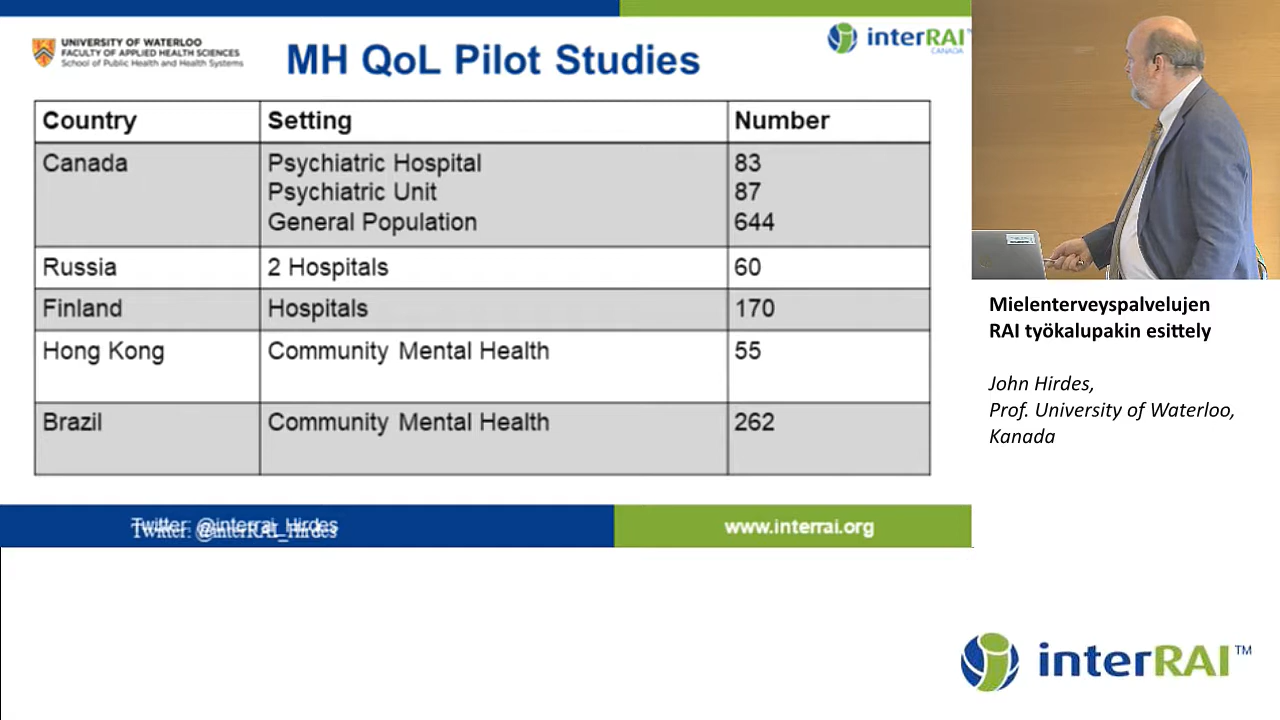 UNIVERSITY OF WATERLOO
FACULTY OF APPLIED HEALTH SCIENCES
School of Public Health and Health Systems
MH QoL Pilot Studies
interRAI
CANADA
Country Setting Number
Canada Psychiatric Hospital 83
Psychiatric Unit 87
General Population 644
Russia 2 Hospitals 60
Finland Hospitals 170
Hong Kong Community Mental Health 55
Brazil Community Mental Health 262
Twitter: @interrai_Hirdes
Twitter: @interRAI_Hirdes
www.interrai.org
Mielenterveyspalvelujen
RAI työkalupakin esittely
John Hirdes,
Prof. University of Waterloo,
Kanada
interRAI™